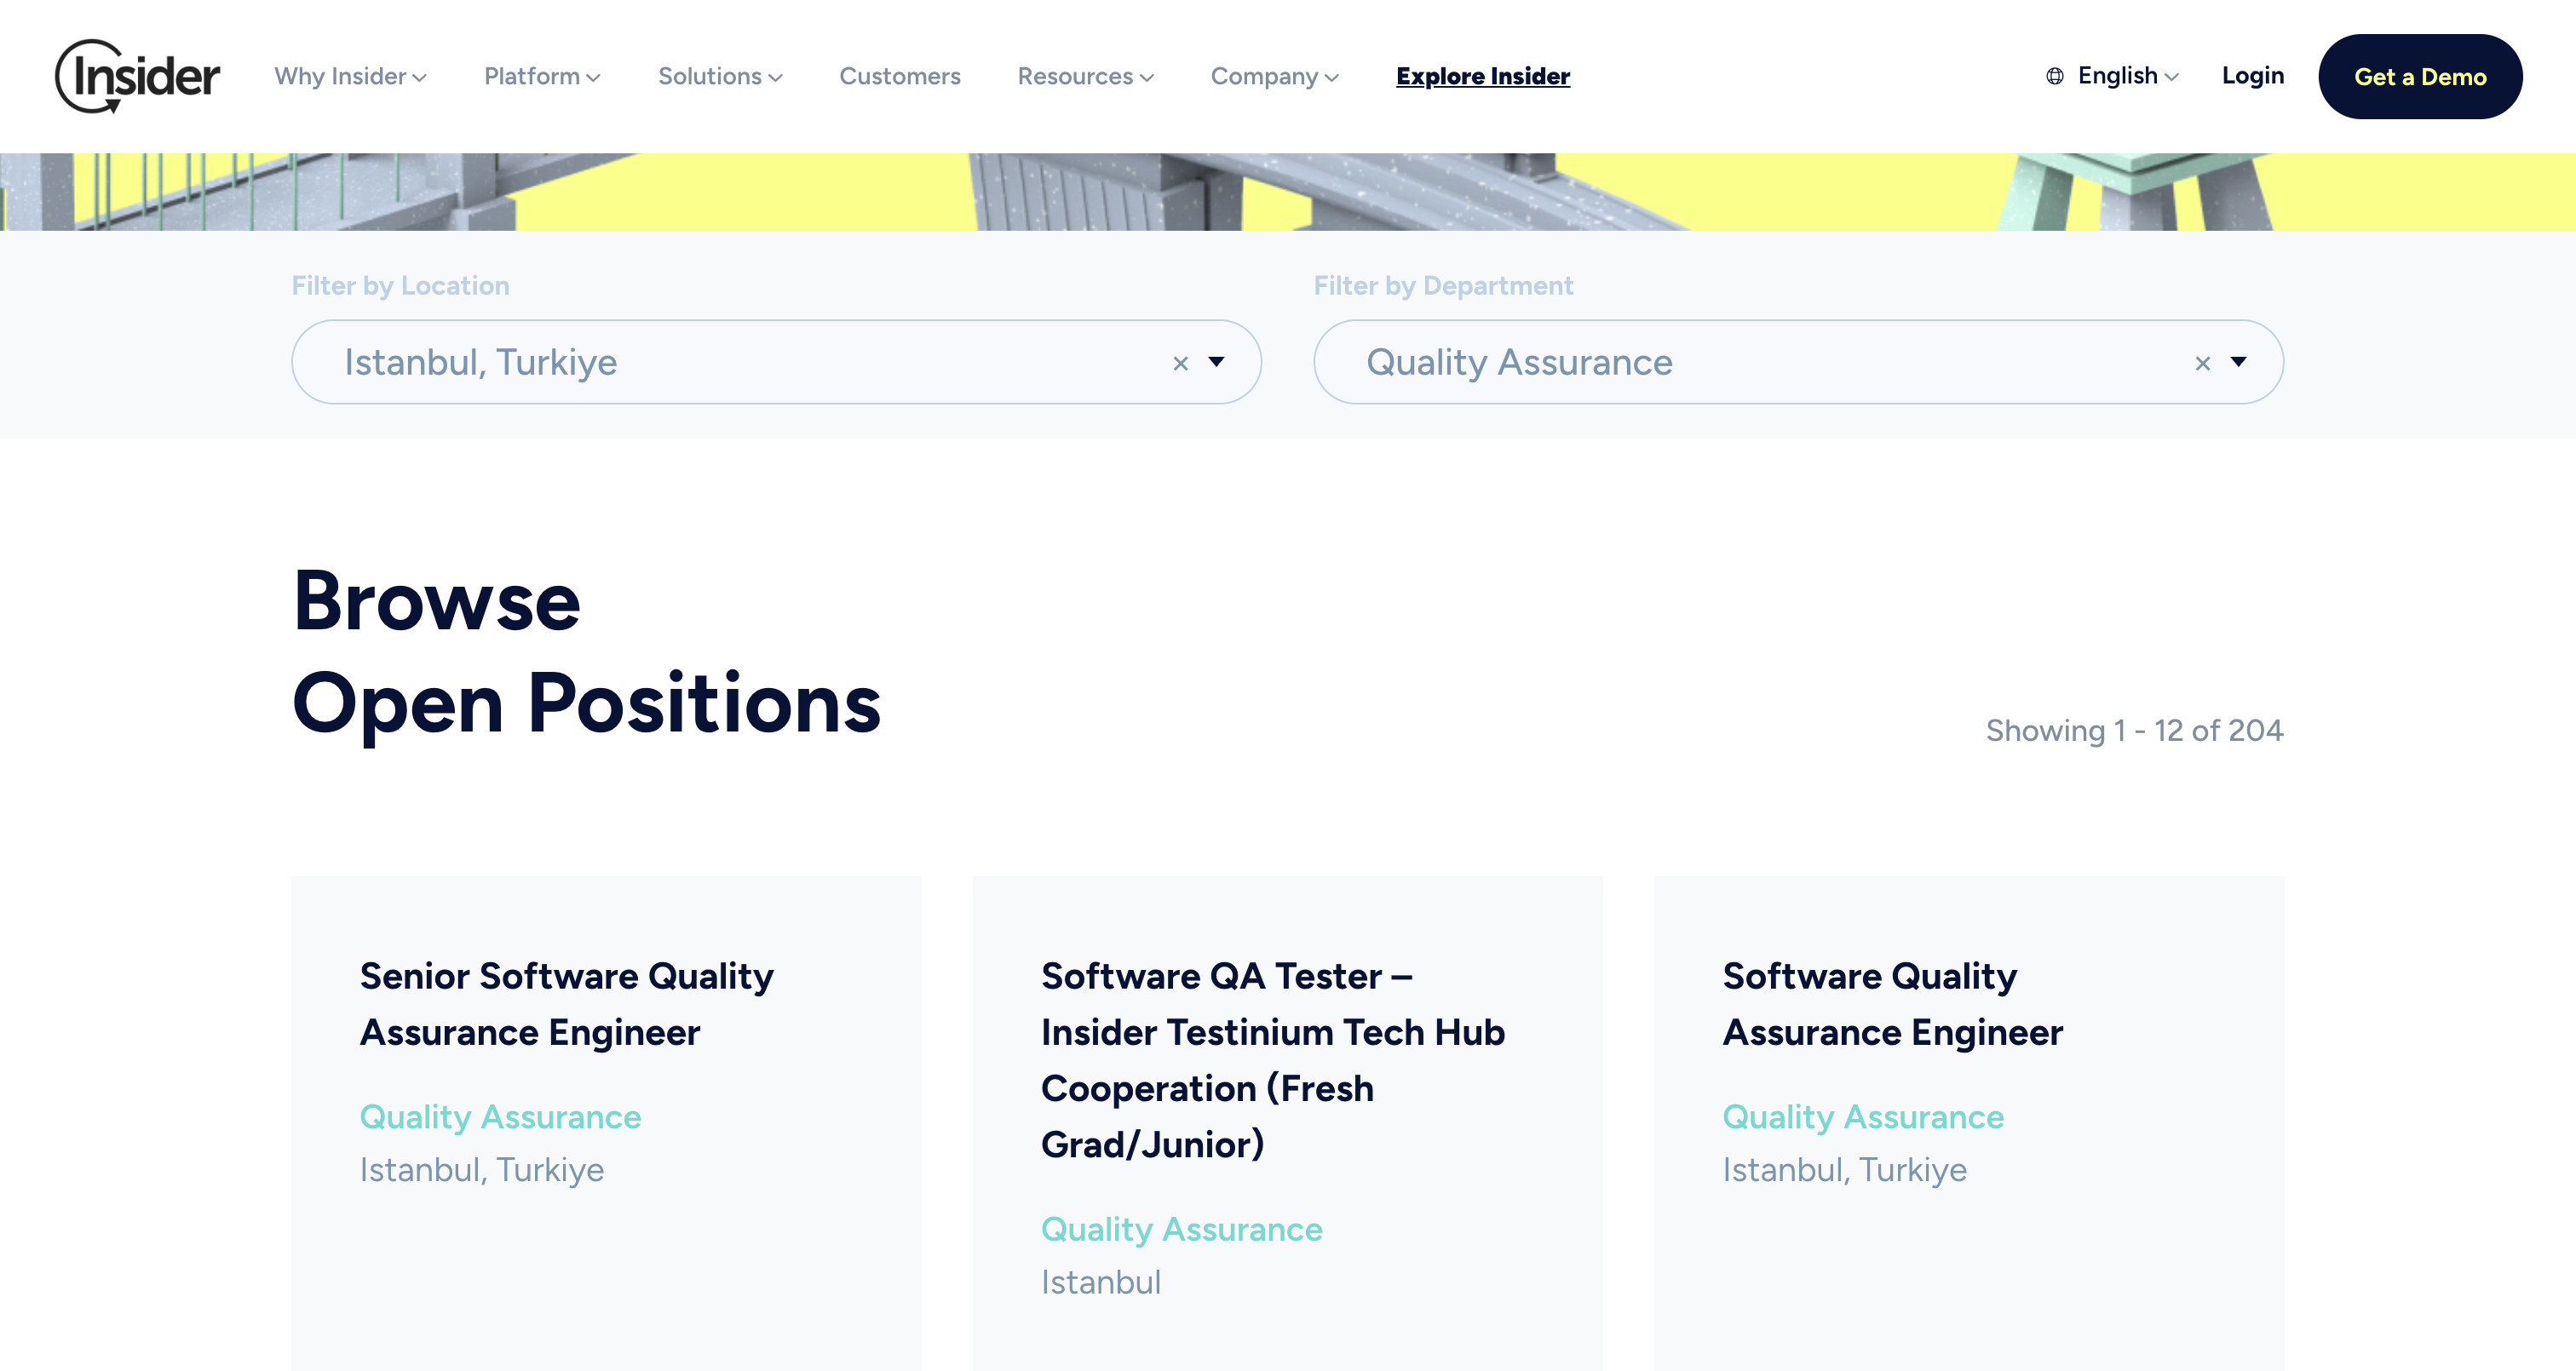 Insider
Why Insider
Platform
Solutions
Customers
Resources
Company
Explore Insider
English
Login
Get a Demo
Filter by Location
Filter by Department
Istanbul, Turkiye
×
Quality Assurance
×
Browse
Open Positions
Showing 1 - 12 of 204
Senior Software Quality
Assurance Engineer
Quality Assurance
Istanbul, Turkiye
Software QA Tester –
Insider Testinium Tech Hub
Cooperation (Fresh
Grad/Junior)
Quality Assurance
Istanbul
Software Quality
Assurance Engineer
Quality Assurance
Istanbul, Turkiye